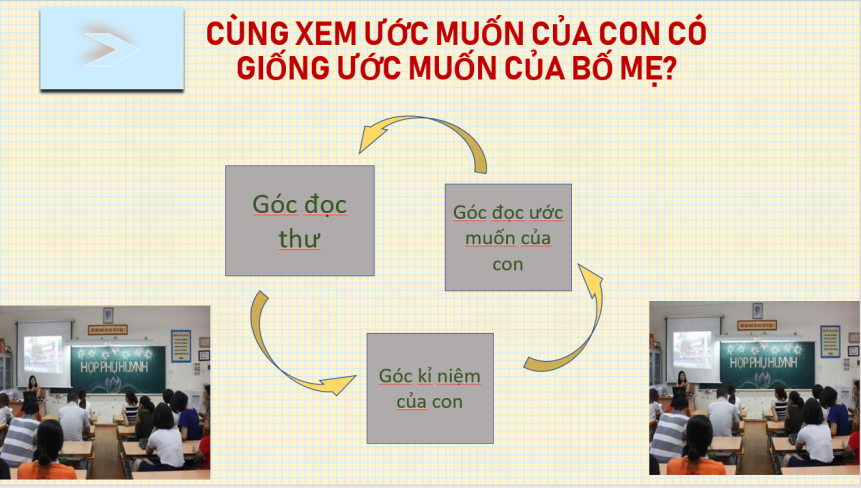 CÙNG XEM ƯỚC MUỐN CỦA CON CÓ
GIỐNG ƯỚC MUỐN CỦA BỐ MẸ?
Góc đọc
thư
Góc đọc ước
muốn của
con
Góc kỉ niệm
của con
HỌP PHỤ HUYNH
HỌP PHỤ HUYNH